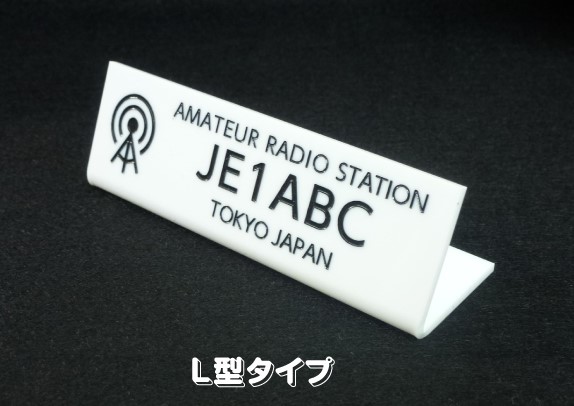 AMATEUR RADIO STATION
JE1ABC
TOKYO JAPAN
L型タイプ